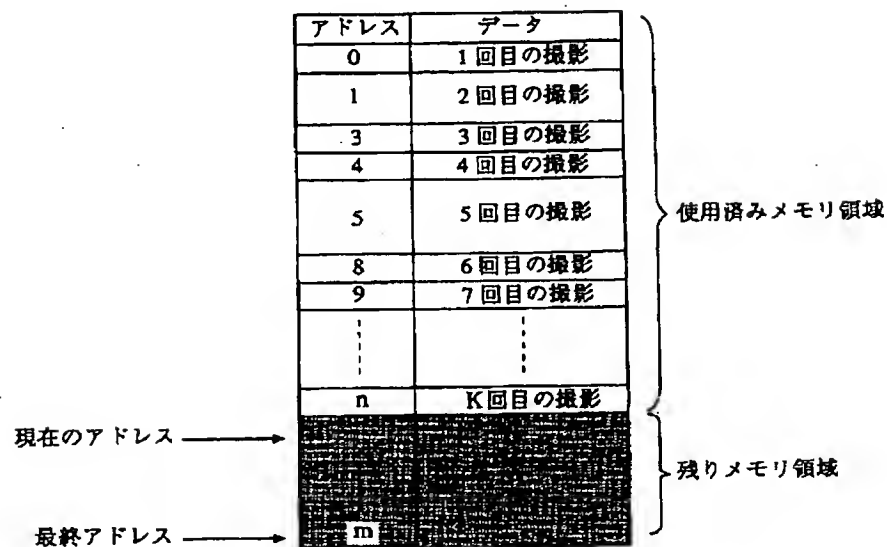 アドレス データ
0 1回目の撮影
1 2回目の撮影
3 3回目の撮影
4 4回目の撮影
5 5回目の撮影
8 6回目の撮影
9 7回目の撮影
n K回目の撮影
使用済みメモリ領域
現在のアドレス
残りメモリ領域
最終アドレス m